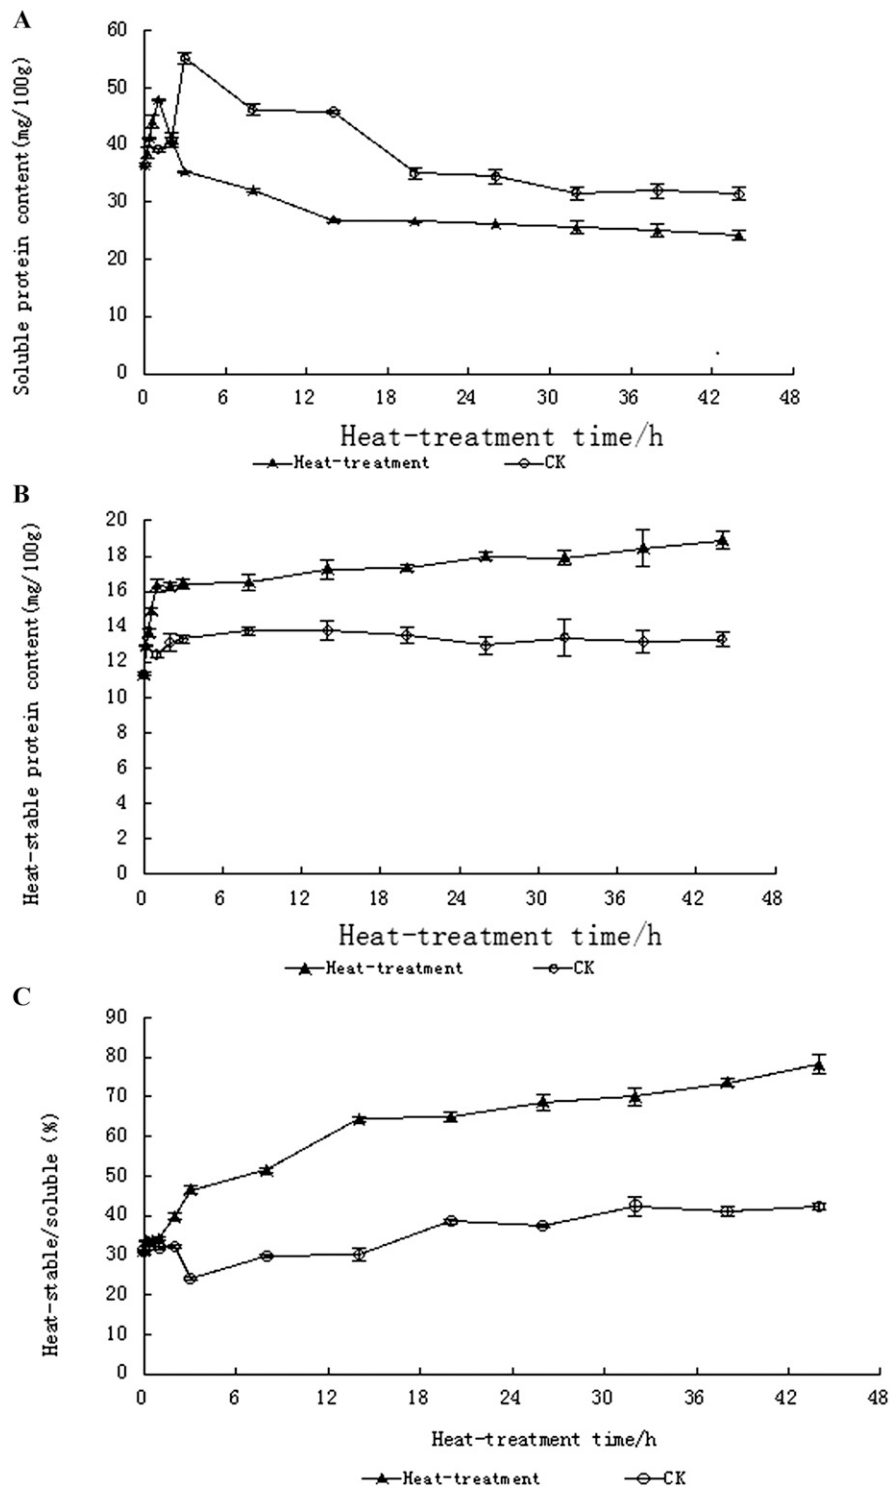 A
Soluble protein content(mg/100g)
60
50
40
30
20
10
0
0 6 12 18 24 30 36 42 48
Heat-treatment time/h
Heat-treatment CK
B
Heat-stable protein content(mg/100g)
20
18
16
14
12
10
8
6
4
2
0
0 6 12 18 24 30 36 42 48
Heat-treatment time/h
Heat-treatment CK
C
Heat-stable/soluble (%)
90
80
70
60
50
40
30
20
10
0
0 6 12 18 24 30 36 42 48
Heat-treatment time/h
Heat-treatment CK